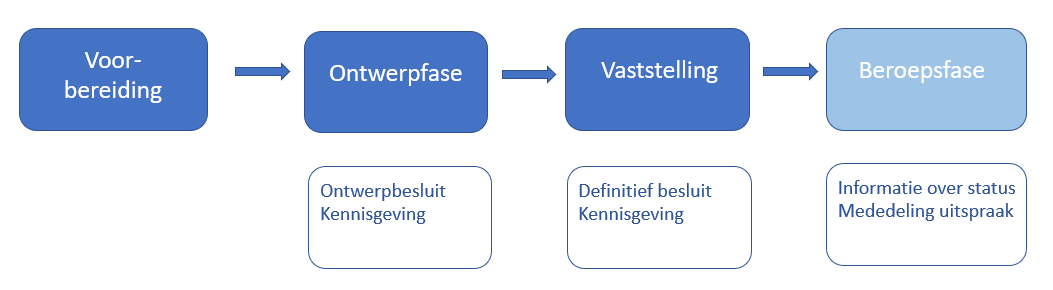 Voor-
bereiding
Ontwerpfase
Vaststelling
Beroepsfase
Ontwerpbesluit
Kennisgeving
Definitief besluit
Kennisgeving
Informatie over status
Mededeling uitspraak